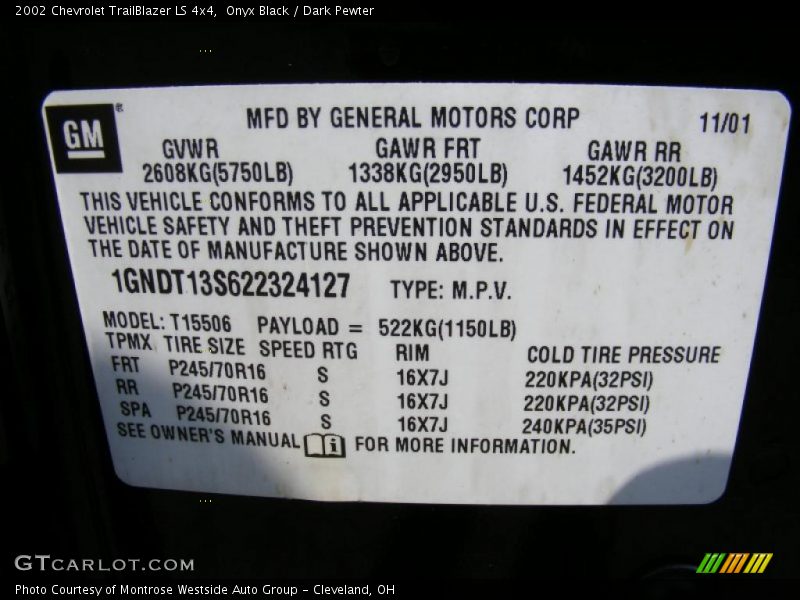 2002 Chevrolet TrailBlazer LS 4x4,  Onyx Black / Dark Pewter
GM®
MFD BY GENERAL MOTORS CORP 11/01
GVWR GAWR FRT GAWR RR
2608KG(5750LB) 1338KG(2950LB) 1452KG(3200LB)
THIS VEHICLE CONFORMS TO ALL APPLICABLE U.S. FEDERAL MOTOR
VEHICLE SAFETY AND THEFT PREVENTION STANDARDS IN EFFECT ON
THE DATE OF MANUFACTURE SHOWN ABOVE.
1GNDT13S622324127 TYPE: M.P.V.
MODEL: T15506 PAYLOAD = 522KG(1150LB)
TPMX TIRE SIZE SPEED RTG RIM COLD TIRE PRESSURE
FRT P245/70R16 S 16X7J 220KPA(32PSI)
RR P245/70R16 S 16X7J 220KPA(32PSI)
SPA P245/70R16 S 16X7J 240KPA(35PSI)
SEE OWNER'S MANUAL i FOR MORE INFORMATION.
GTCARLOT.COM
Photo Courtesy of Montrose Westside Auto Group - Cleveland, OH